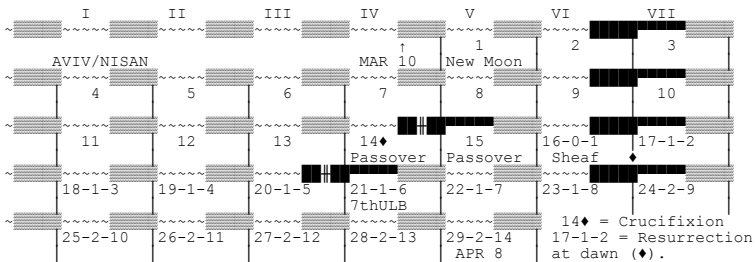 I II III IV V VI VII
↑ 1 2 3
AVIV/NISAN MAR 10 New Moon
4 5 6 7 8 9 10
11 12 13 14♦ 15 16-0-1 17-1-2
Passover Passover Sheaf ♦
18-1-3 19-1-4 20-1-5 21-1-6 22-1-7 23-1-8 24-2-9
7thULB
25-2-10 26-2-11 27-2-12 28-2-13 29-2-14
APR 8
14♦ = Crucifixion
17-1-2 = Resurrection
at dawn (♦).